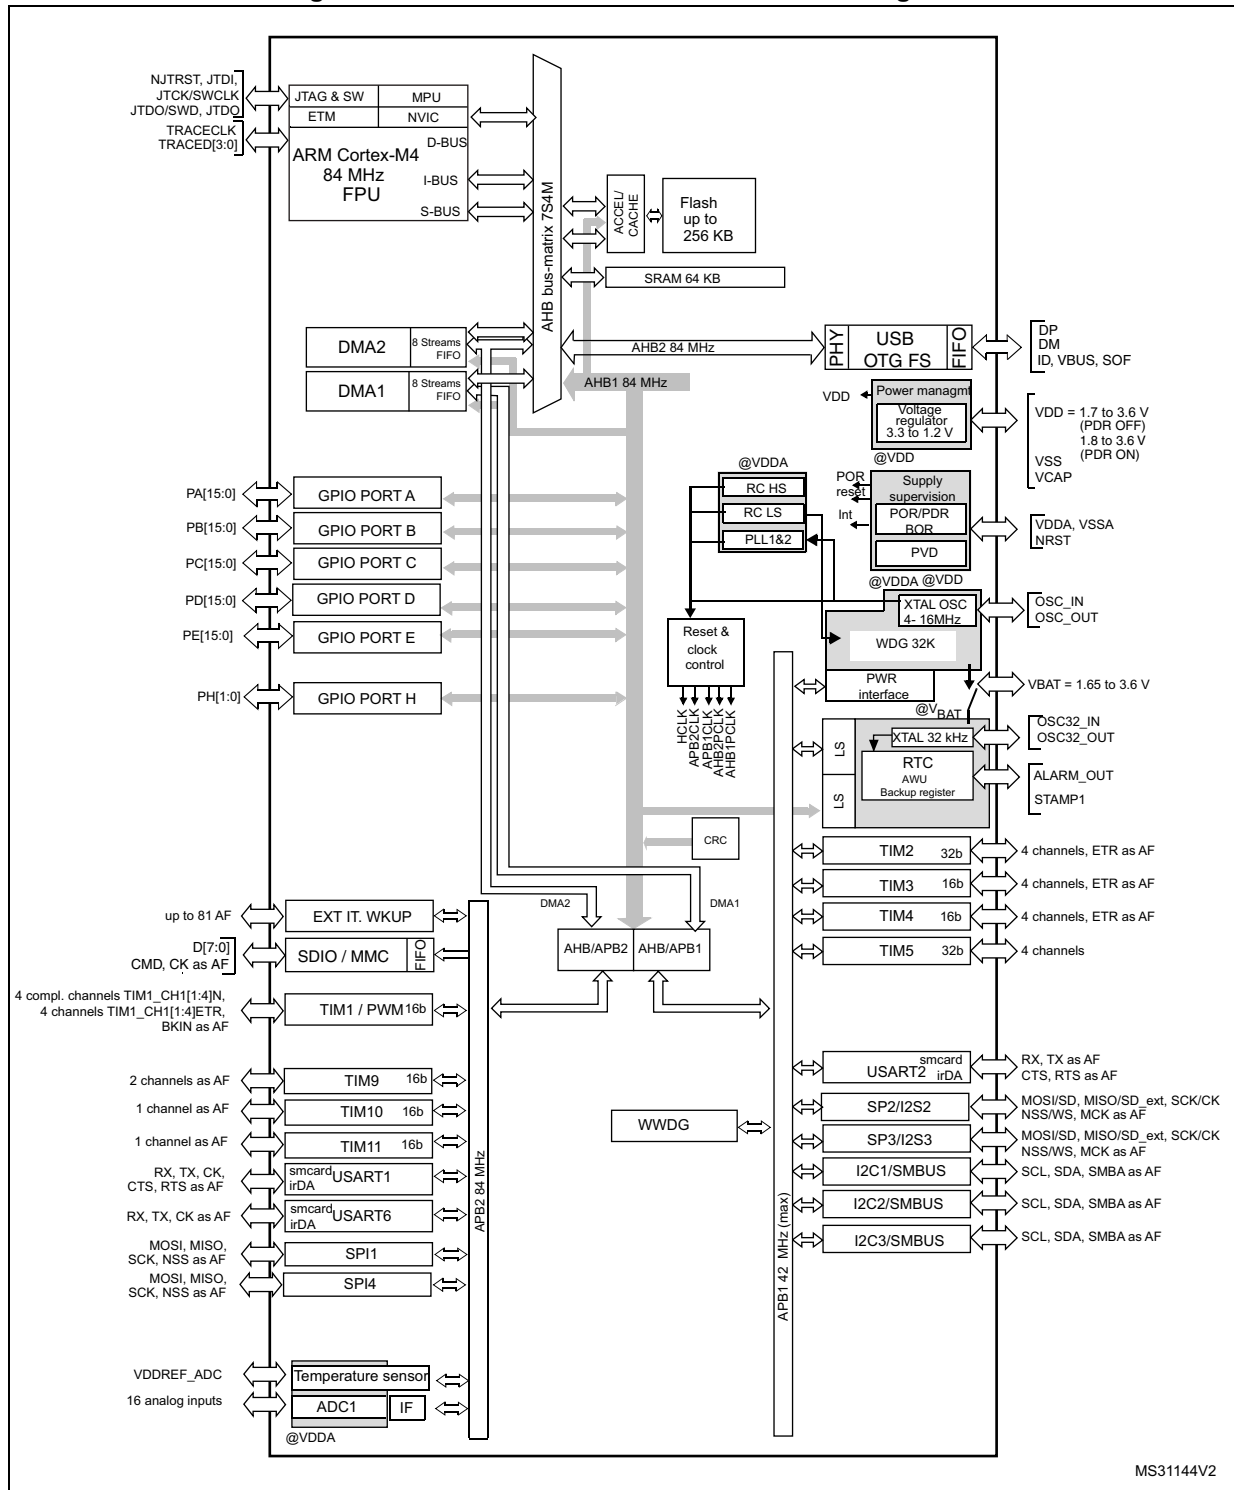 NJTRST, JTDI,
JTCK/SWCLK
JTDO/SWD, JTDO
TRACECLK
TRACED[3:0]
JTAG & SW
MPU
ETM
NVIC
D-BUS
ARM Cortex-M4
84 MHz
FPU
I-BUS
S-BUS
AHB bus-matrix 7S4M
ACCEL/
CACHE
Flash
up to
256 KB
SRAM 64 KB
DMA2
8 Streams
FIFO
DMA1
8 Streams
FIFO
AHB2 84 MHz
AHB1 84 MHz
PHY
USB
OTG FS
FIFO
DP
DM
ID, VBUS, SOF
VDD
Power managmt
Voltage
regulator
3.3 to 1.2 V
@VDD
VDD = 1.7 to 3.6 V
(PDR OFF)
1.8 to 3.6 V
(PDR ON)
VSS
VCAP
@VDDA
RC HS
RC LS
PLL1&2
POR
reset
Int
Supply
supervision
POR/PDR
BOR
PVD
VDDA, VSSA
NRST
@VDDA
@VDD
XTAL OSC
4- 16MHz
WDG 32K
OSC_IN
OSC_OUT
PA[15:0]
GPIO PORT A
PB[15:0]
GPIO PORT B
PC[15:0]
GPIO PORT C
PD[15:0]
GPIO PORT D
PE[15:0]
GPIO PORT E
PH[1:0]
GPIO PORT H
Reset &
clock
control
HCLK
APB2CLK
APB1CLK
AHB2PCLK
AHB1PCLK
PWR
interface
VBAT = 1.65 to 3.6 V
@VBAT
LS
LS
XTAL 32 kHz
RTC
AWU
Backup register
OSC32_IN
OSC32_OUT
ALARM_OUT
STAMP1
CRC
DMA2
DMA1
AHB/APB2
AHB/APB1
TIM2
32b
4 channels, ETR as AF
TIM3
16b
4 channels, ETR as AF
TIM4
16b
4 channels, ETR as AF
TIM5
32b
4 channels
up to 81 AF
EXT IT. WKUP
D[7:0]
CMD, CK as AF
SDIO / MMC
FIFO
4 compl. channels TIM1_CH1[1:4]N,
4 channels TIM1_CH1[1:4]ETR,
BKIN as AF
TIM1 / PWM
16b
2 channels as AF
TIM9
16b
1 channel as AF
TIM10
16b
1 channel as AF
TIM11
16b
RX, TX, CK,
CTS, RTS as AF
smcard
irDA
USART1
RX, TX, CK as AF
smcard
irDA
USART6
MOSI, MISO,
SCK, NSS as AF
SPI1
MOSI, MISO,
SCK, NSS as AF
SPI4
APB2 84 MHz
VDDREF_ADC
Temperature sensor
16 analog inputs
ADC1
IF
@VDDA
WWDG
APB1 42 MHz (max)
smcard
irDA
USART2
RX, TX as AF
CTS, RTS as AF
SP2/I2S2
MOSI/SD, MISO/SD_ext, SCK/CK
NSS/WS, MCK as AF
SP3/I2S3
MOSI/SD, MISO/SD_ext, SCK/CK
NSS/WS, MCK as AF
I2C1/SMBUS
SCL, SDA, SMBA as AF
I2C2/SMBUS
SCL, SDA, SMBA as AF
I2C3/SMBUS
SCL, SDA, SMBA as AF
MS31144V2